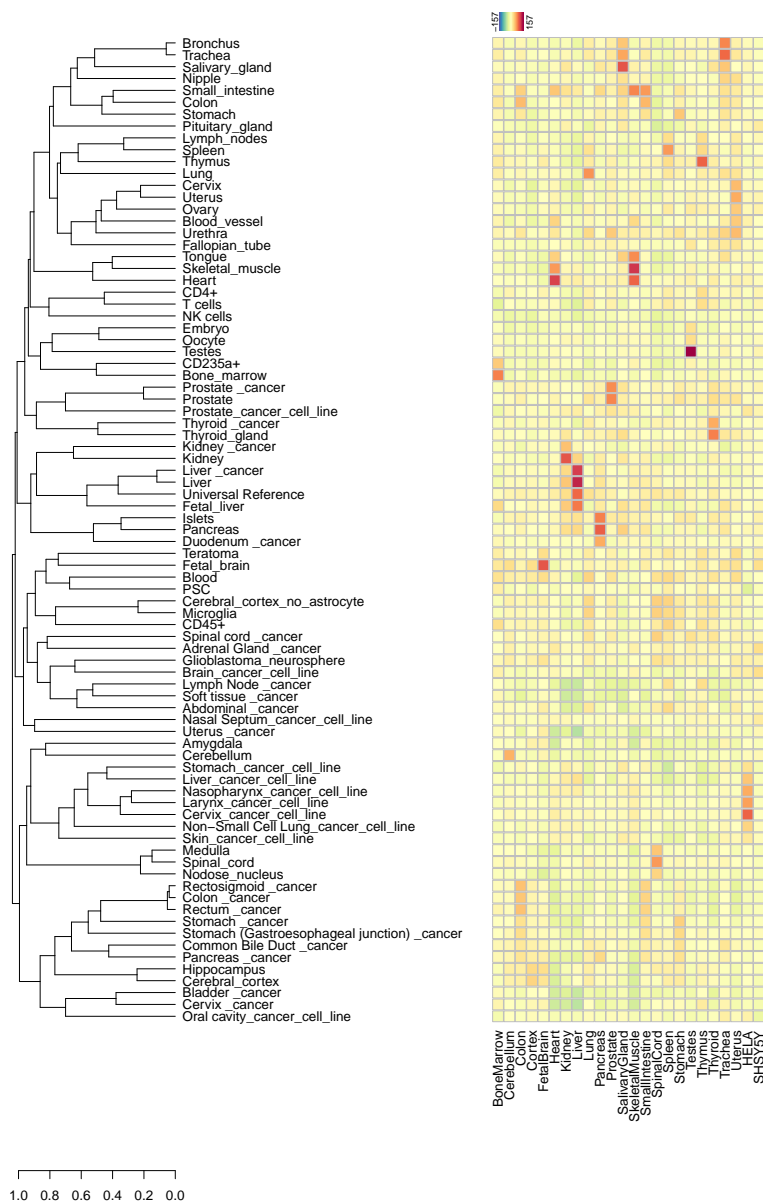 −157
157
Bronchus
Trachea
Salivary_gland
Nipple
Small_intestine
Colon
Stomach
Pituitary_gland
Lymph_nodes
Spleen
Thymus
Lung
Cervix
Uterus
Ovary
Blood_vessel
Urethra
Fallopian_tube
Tongue
Skeletal_muscle
Heart
CD4+
T cells
NK cells
Embryo
Oocyte
Testes
CD235a+
Bone_marrow
Prostate _cancer
Prostate
Prostate_cancer_cell_line
Thyroid _cancer
Thyroid_gland
Kidney _cancer
Kidney
Liver _cancer
Liver
Universal Reference
Fetal_liver
Islets
Pancreas
Duodenum _cancer
Teratoma
Fetal_brain
Blood
PSC
Cerebral_cortex_no_astrocyte
Microglia
CD45+
Spinal cord _cancer
Adrenal Gland _cancer
Glioblastoma_neurosphere
Brain_cancer_cell_line
Lymph Node _cancer
Soft tissue _cancer
Abdominal _cancer
Nasal Septum_cancer_cell_line
Uterus _cancer
Amygdala
Cerebellum
Stomach_cancer_cell_line
Liver_cancer_cell_line
Nasopharynx_cancer_cell_line
Larynx_cancer_cell_line
Cervix_cancer_cell_line
Non−Small Cell Lung_cancer_cell_line
Skin_cancer_cell_line
Medulla
Spinal_cord
Nodose_nucleus
Rectosigmoid _cancer
Colon _cancer
Rectum _cancer
Stomach _cancer
Stomach (Gastroesophageal junction) _cancer
Common Bile Duct _cancer
Pancreas _cancer
Hippocampus
Cerebral_cortex
Bladder _cancer
Cervix _cancer
Oral cavity_cancer_cell_line
BoneMarrow
Cerebellum
Colon
Cortex
FetalBrain
Heart
Kidney
Liver
Lung
Pancreas
Prostate
SalivaryGland
SkeletalMuscle
SmallIntestine
SpinalCord
Spleen
Stomach
Testes
Thymus
Thyroid
Trachea
Uterus
HELA
SHSY5Y
1.0 0.8 0.6 0.4 0.2 0.0